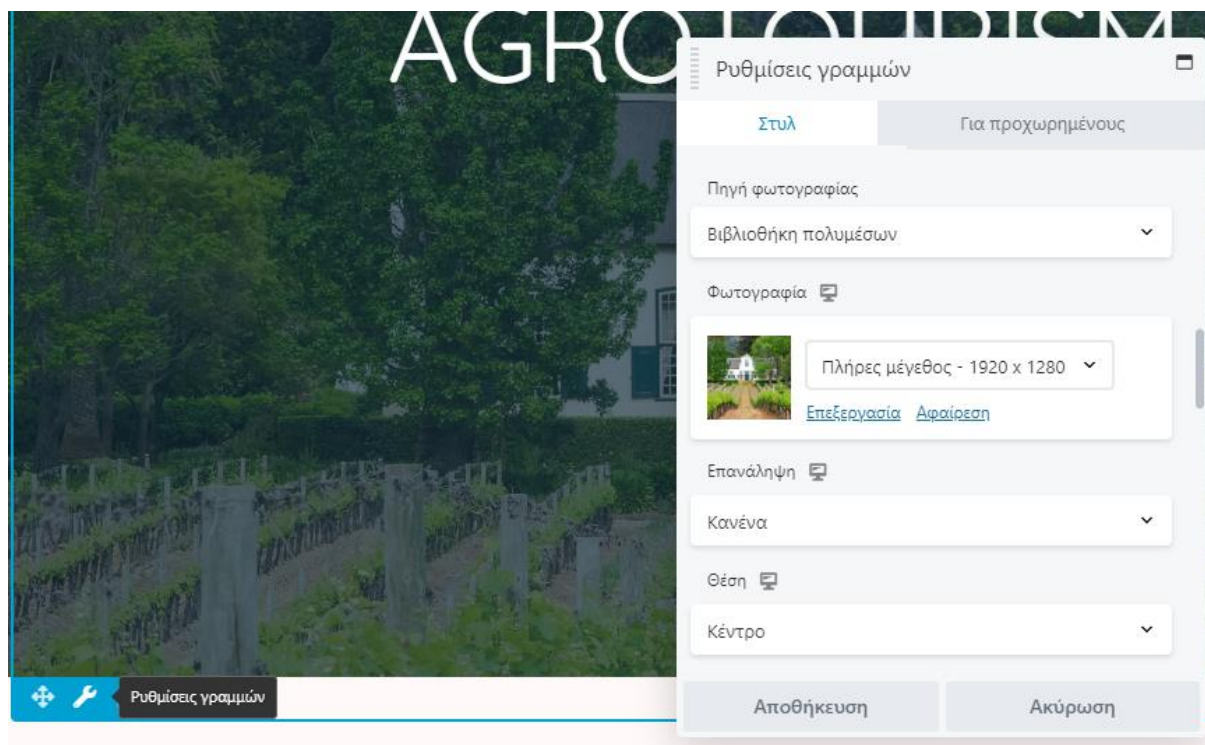 AGROTOURISM
Ρυθμίσεις γραμμών
Στυλ
Για προχωρημένους
Πηγή φωτογραφίας
Βιβλιοθήκη πολυμέσων
Φωτογραφία
Πλήρες μέγεθος - 1920 x 1280
Επεξεργασία Αφαίρεση
Επανάληψη
Κανένα
Θέση
Κέντρο
Αποθήκευση
Ακύρωση
Ρυθμίσεις γραμμών